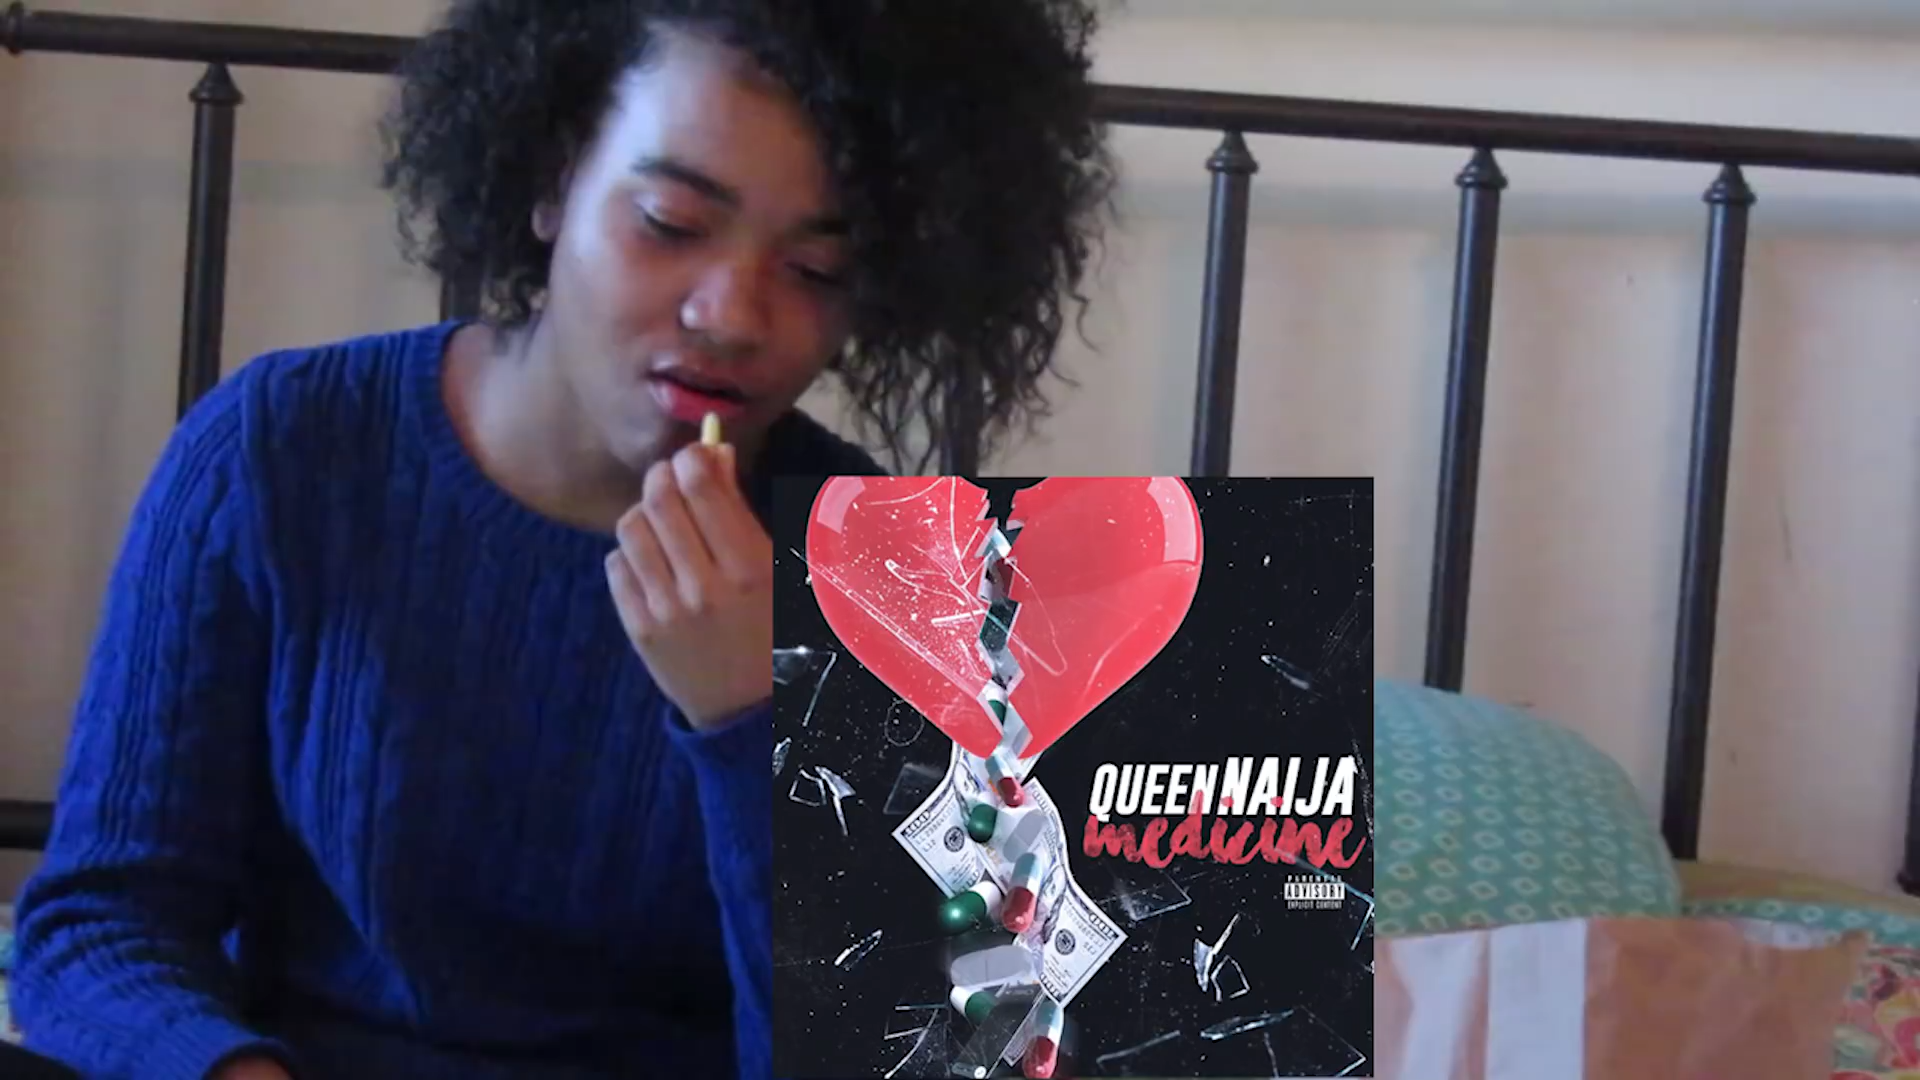 QUEEN NAIJA
medicine
PARENTAL
ADVISORY
EXPLICIT CONTENT